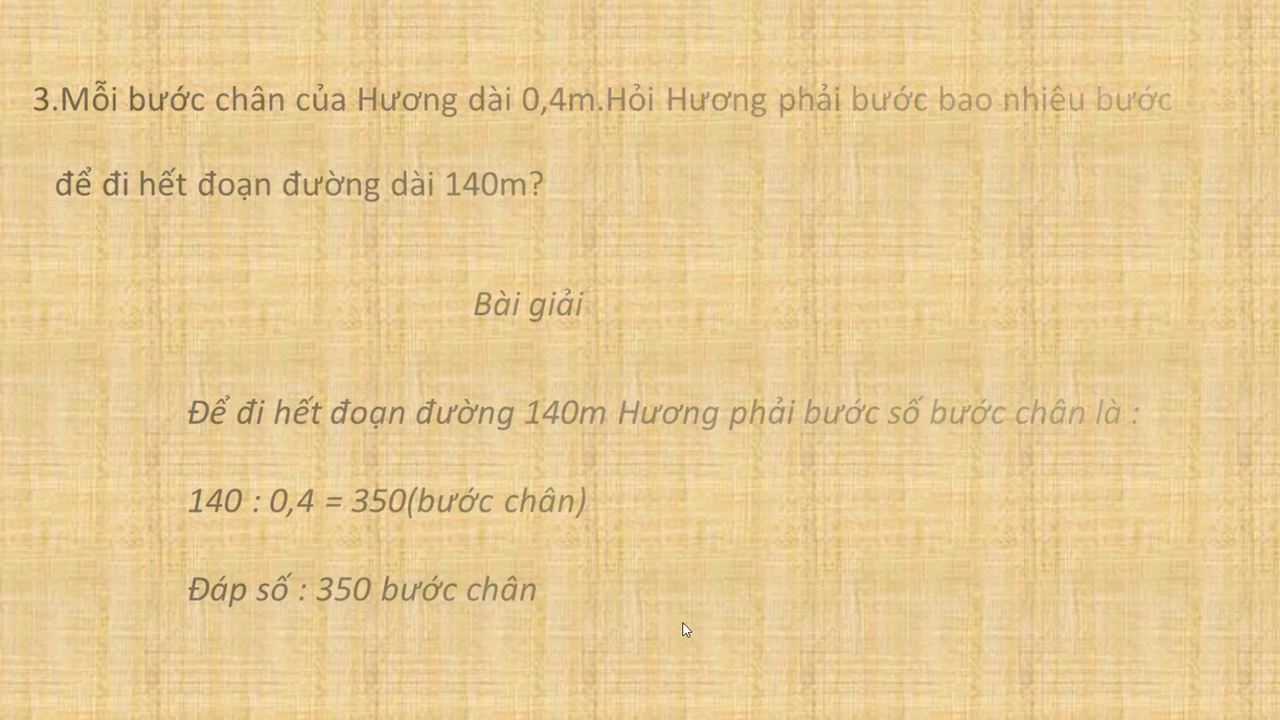 3.Mỗi bước chân của Hương dài 0,4m.Hỏi Hương phải bước bao nhiêu bước
để đi hết đoạn đường dài 140m?
Bài giải
Để đi hết đoạn đường 140m Hương phải bước số bước chân là :
140 : 0,4 = 350(bước chân)
Đáp số : 350 bước chân